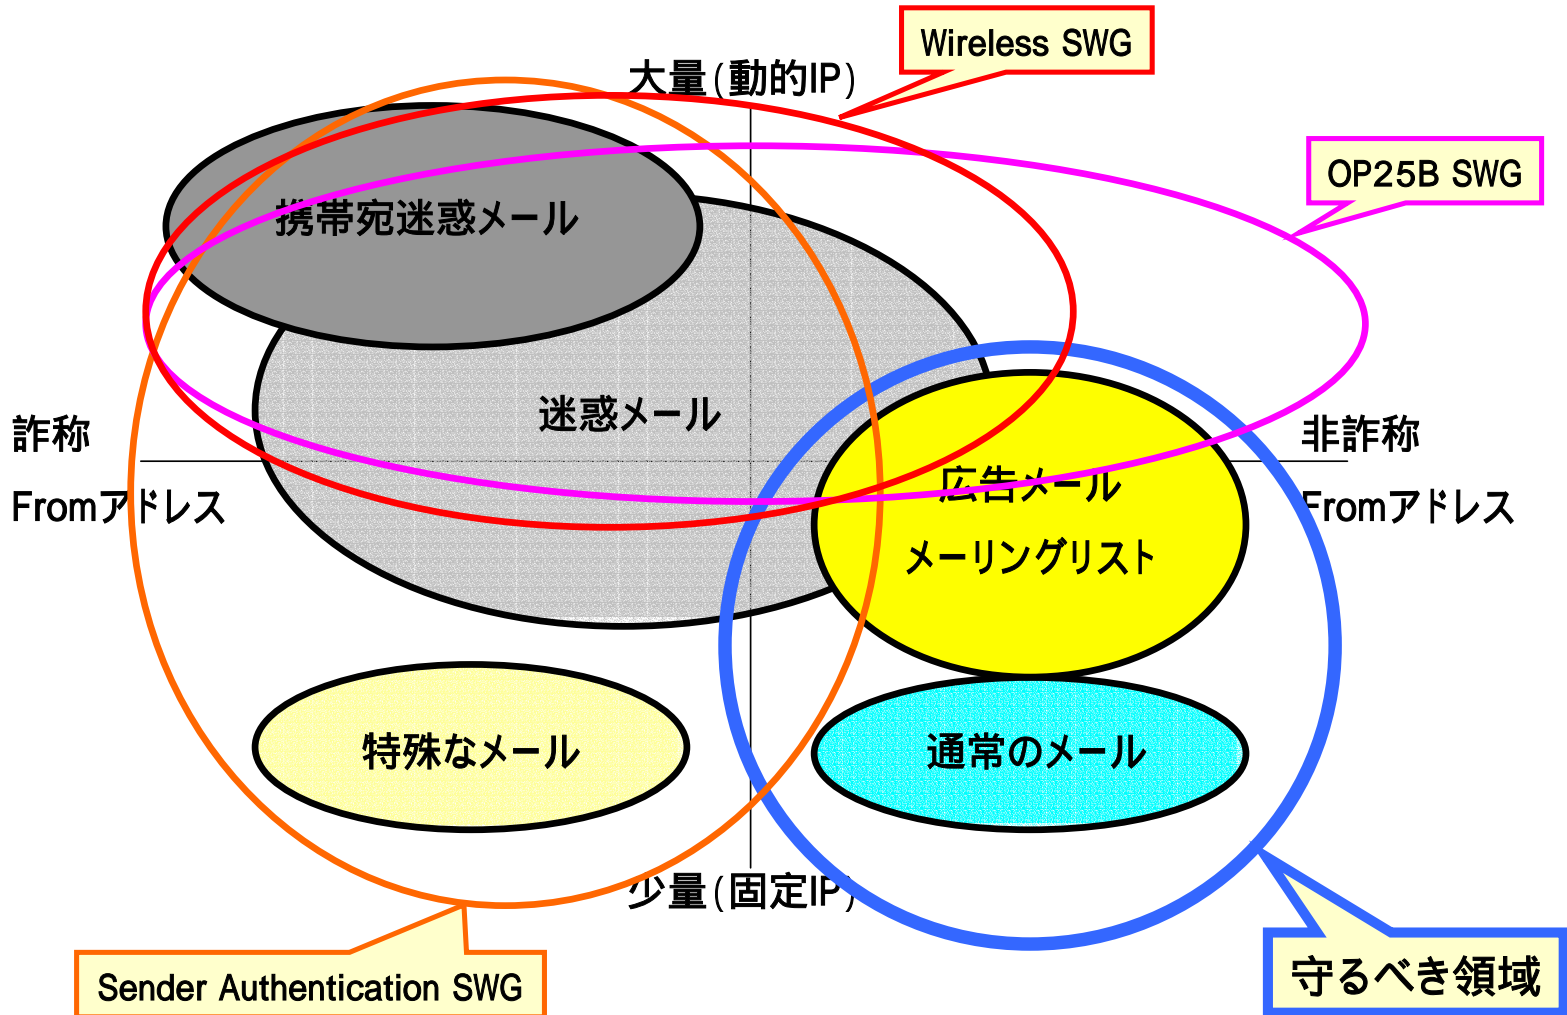 Wireless SWG
大量(動的IP)
OP25B SWG
携帯宛迷惑メール
迷惑メール
詐称
Fromアドレス
非詐称
Fromアドレス
広告メール
メーリングリスト
特殊なメール
通常のメール
少量(固定IP)
守るべき領域
Sender Authentication SWG